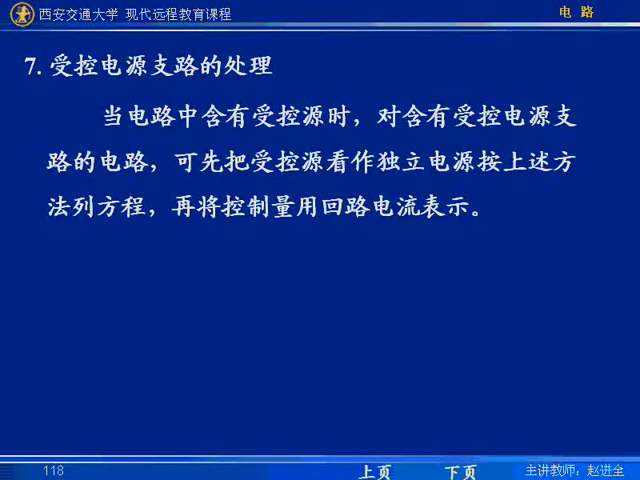 西安交通大学 现代远程教育课程
电 路
7. 受控电源支路的处理
当电路中含有受控源时，对含有受控电源支
路的电路，可先把受控源看作独立电源按上述方
法列方程，再将控制量用回路电流表示。
118
上页
下页
主讲教师：赵进全